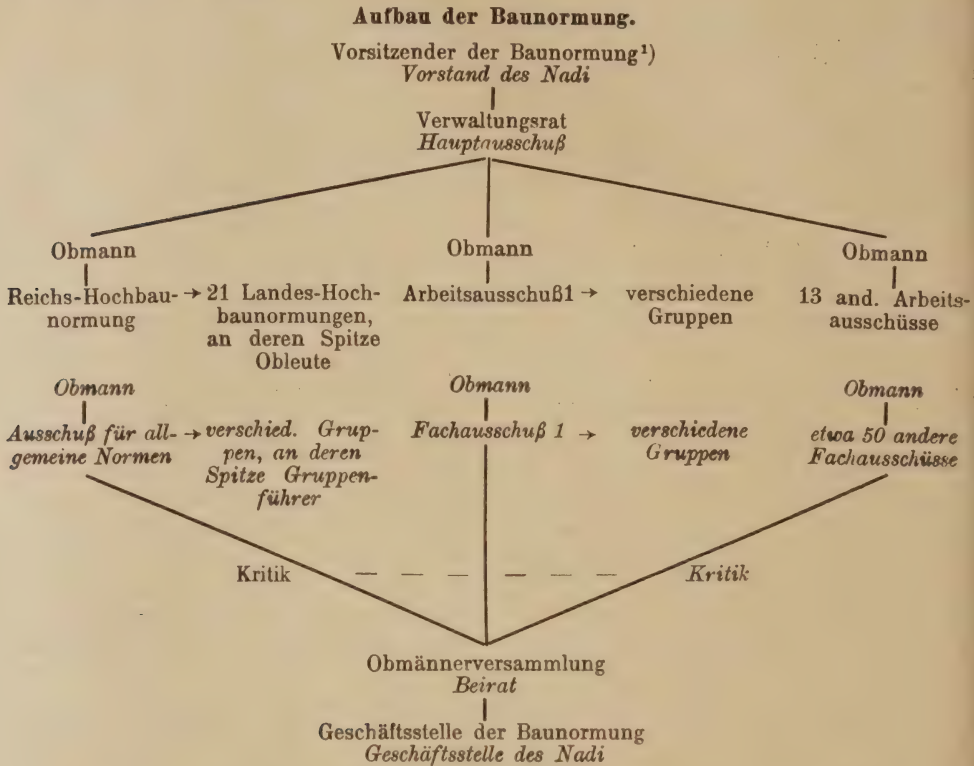 Aufbau der Baunormung.
Vorsitzender der Baunormung¹)
Vorstand des Nadi
Verwaltungsrat
Hauptausschuß
Obmann
Reichs-Hochbau-
normung
→ 21 Landes-Hoch-
baunormungen,
an deren Spitze
Obleute
Obmann
Arbeitsausschuß1 →
verschiedene
Gruppen
Obmann
13 and. Arbeits-
ausschüsse
Obmann
Ausschuß für all-
gemeine Normen
→ verschied. Grup-
pen, an deren
Spitze Gruppen-
führer
Obmann
Fachausschuß 1 →
verschiedene
Gruppen
Obmann
etwa 50 andere
Fachausschüsse
Kritik — — — — — — — Kritik
Obmännerversammlung
Beirat
Geschäftsstelle der Baunormung
Geschäftsstelle des Nadi